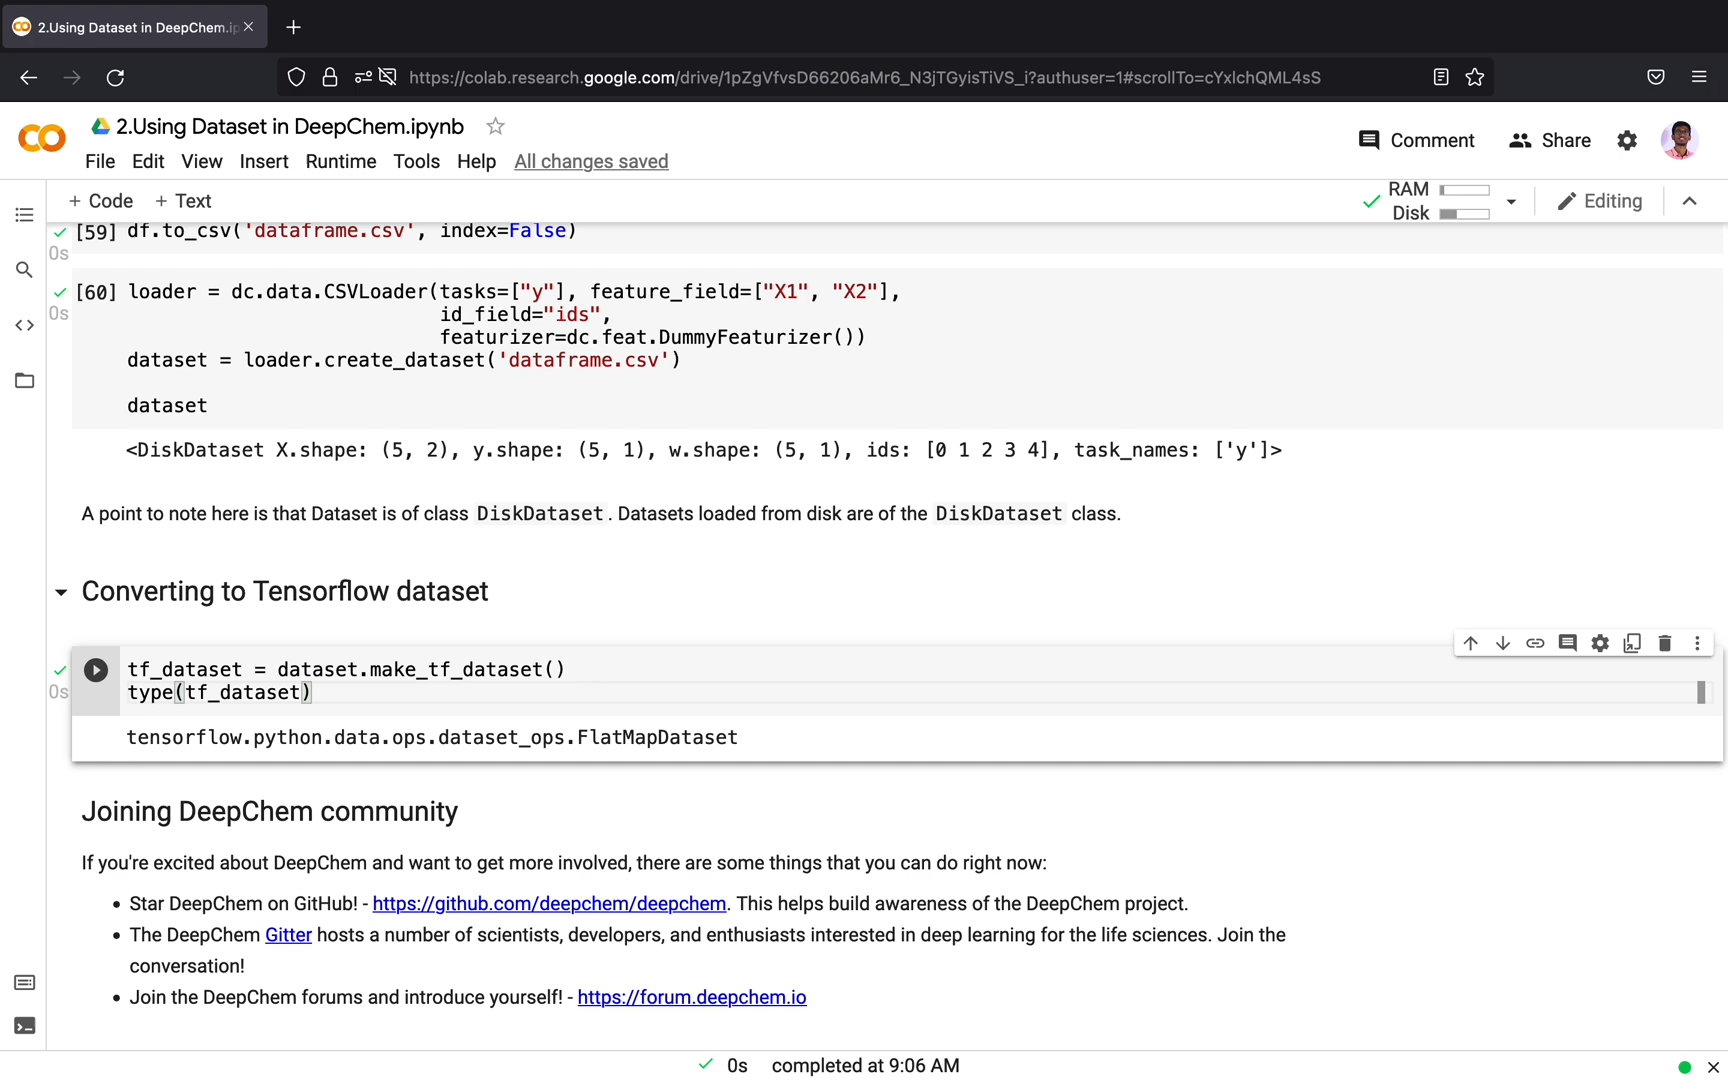 2.Using Dataset in DeepChem.ip
https://colab.research.google.com/drive/1pZgVfvsD66206aMr6_N3jTGyisTiVS_i?authuser=1#scrollTo=cYxlchQML4sS
2.Using Dataset in DeepChem.ipynb
Comment Share
File Edit View Insert Runtime Tools Help All changes saved
+ Code + Text
RAM
Disk
Editing
[59] df.to_csv('dataframe.csv', index=False)
0s
[60] loader = dc.data.CSVLoader(tasks=["y"], feature_field=["X1", "X2"],
0s
id_field="ids",
featurizer=dc.feat.DummyFeaturizer())
dataset = loader.create_dataset('dataframe.csv')
dataset
<DiskDataset X.shape: (5, 2), y.shape: (5, 1), w.shape: (5, 1), ids: [0 1 2 3 4], task_names: ['y']>
A point to note here is that Dataset is of class DiskDataset. Datasets loaded from disk are of the DiskDataset class.
Converting to Tensorflow dataset
tf_dataset = dataset.make_tf_dataset()
0s
type(tf_dataset)
tensorflow.python.data.ops.dataset_ops.FlatMapDataset
Joining DeepChem community
If you're excited about DeepChem and want to get more involved, there are some things that you can do right now:
• Star DeepChem on GitHub! - https://github.com/deepchem/deepchem. This helps build awareness of the DeepChem project.
• The DeepChem Gitter hosts a number of scientists, developers, and enthusiasts interested in deep learning for the life sciences. Join the
conversation!
• Join the DeepChem forums and introduce yourself! - https://forum.deepchem.io
0s completed at 9:06 AM